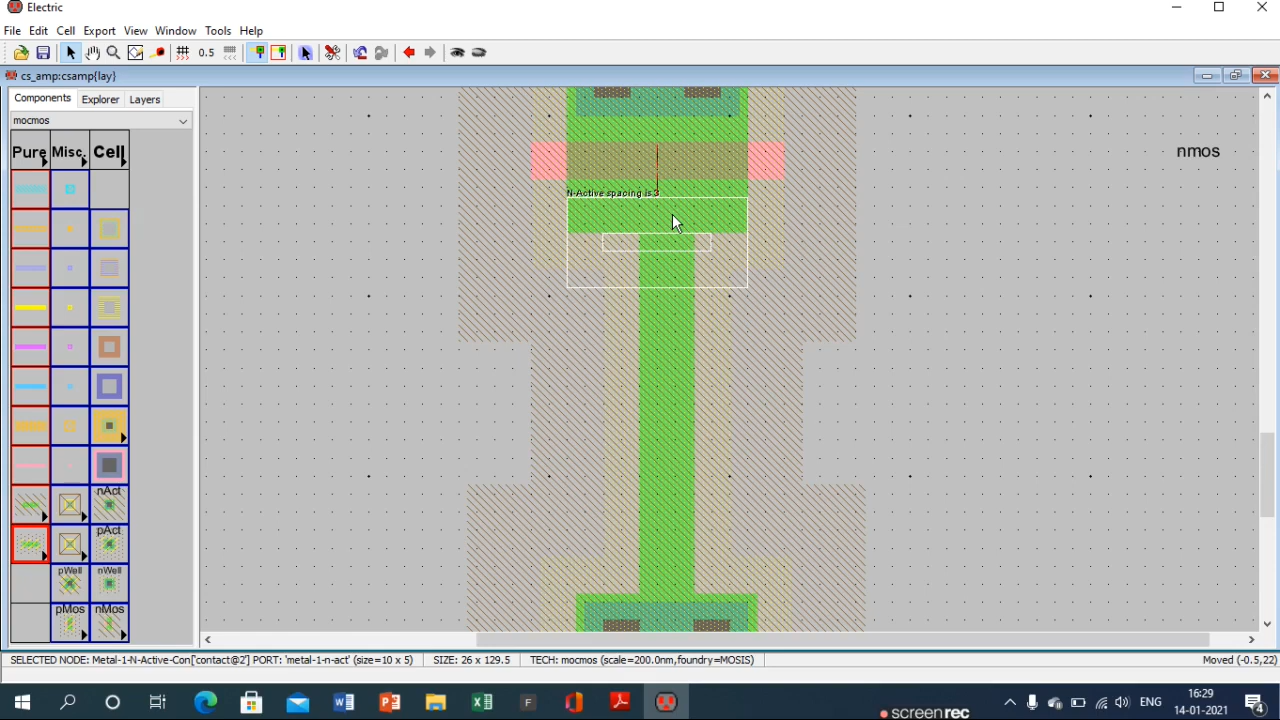 Electric
File Edit Cell Export View Window Tools Help
0.5
cs_amp:csamp{lay}
Components Explorer Layers
mocmos
Pure Misc. Cell
nmos
N-Active spacing is 3
nAct
pAct
pWell nWell
pMos nMos
SELECTED NODE: Metal-1-N-Active-Con['contact@2'] PORT: 'metal-1-n-act' (size=10 x 5) SIZE: 26 x 129.5 TECH: mocmos (scale=200.0nm,foundry=MOSIS) Moved (-0.5,22)
ENG
16:29
14-01-2021
4
screenrec